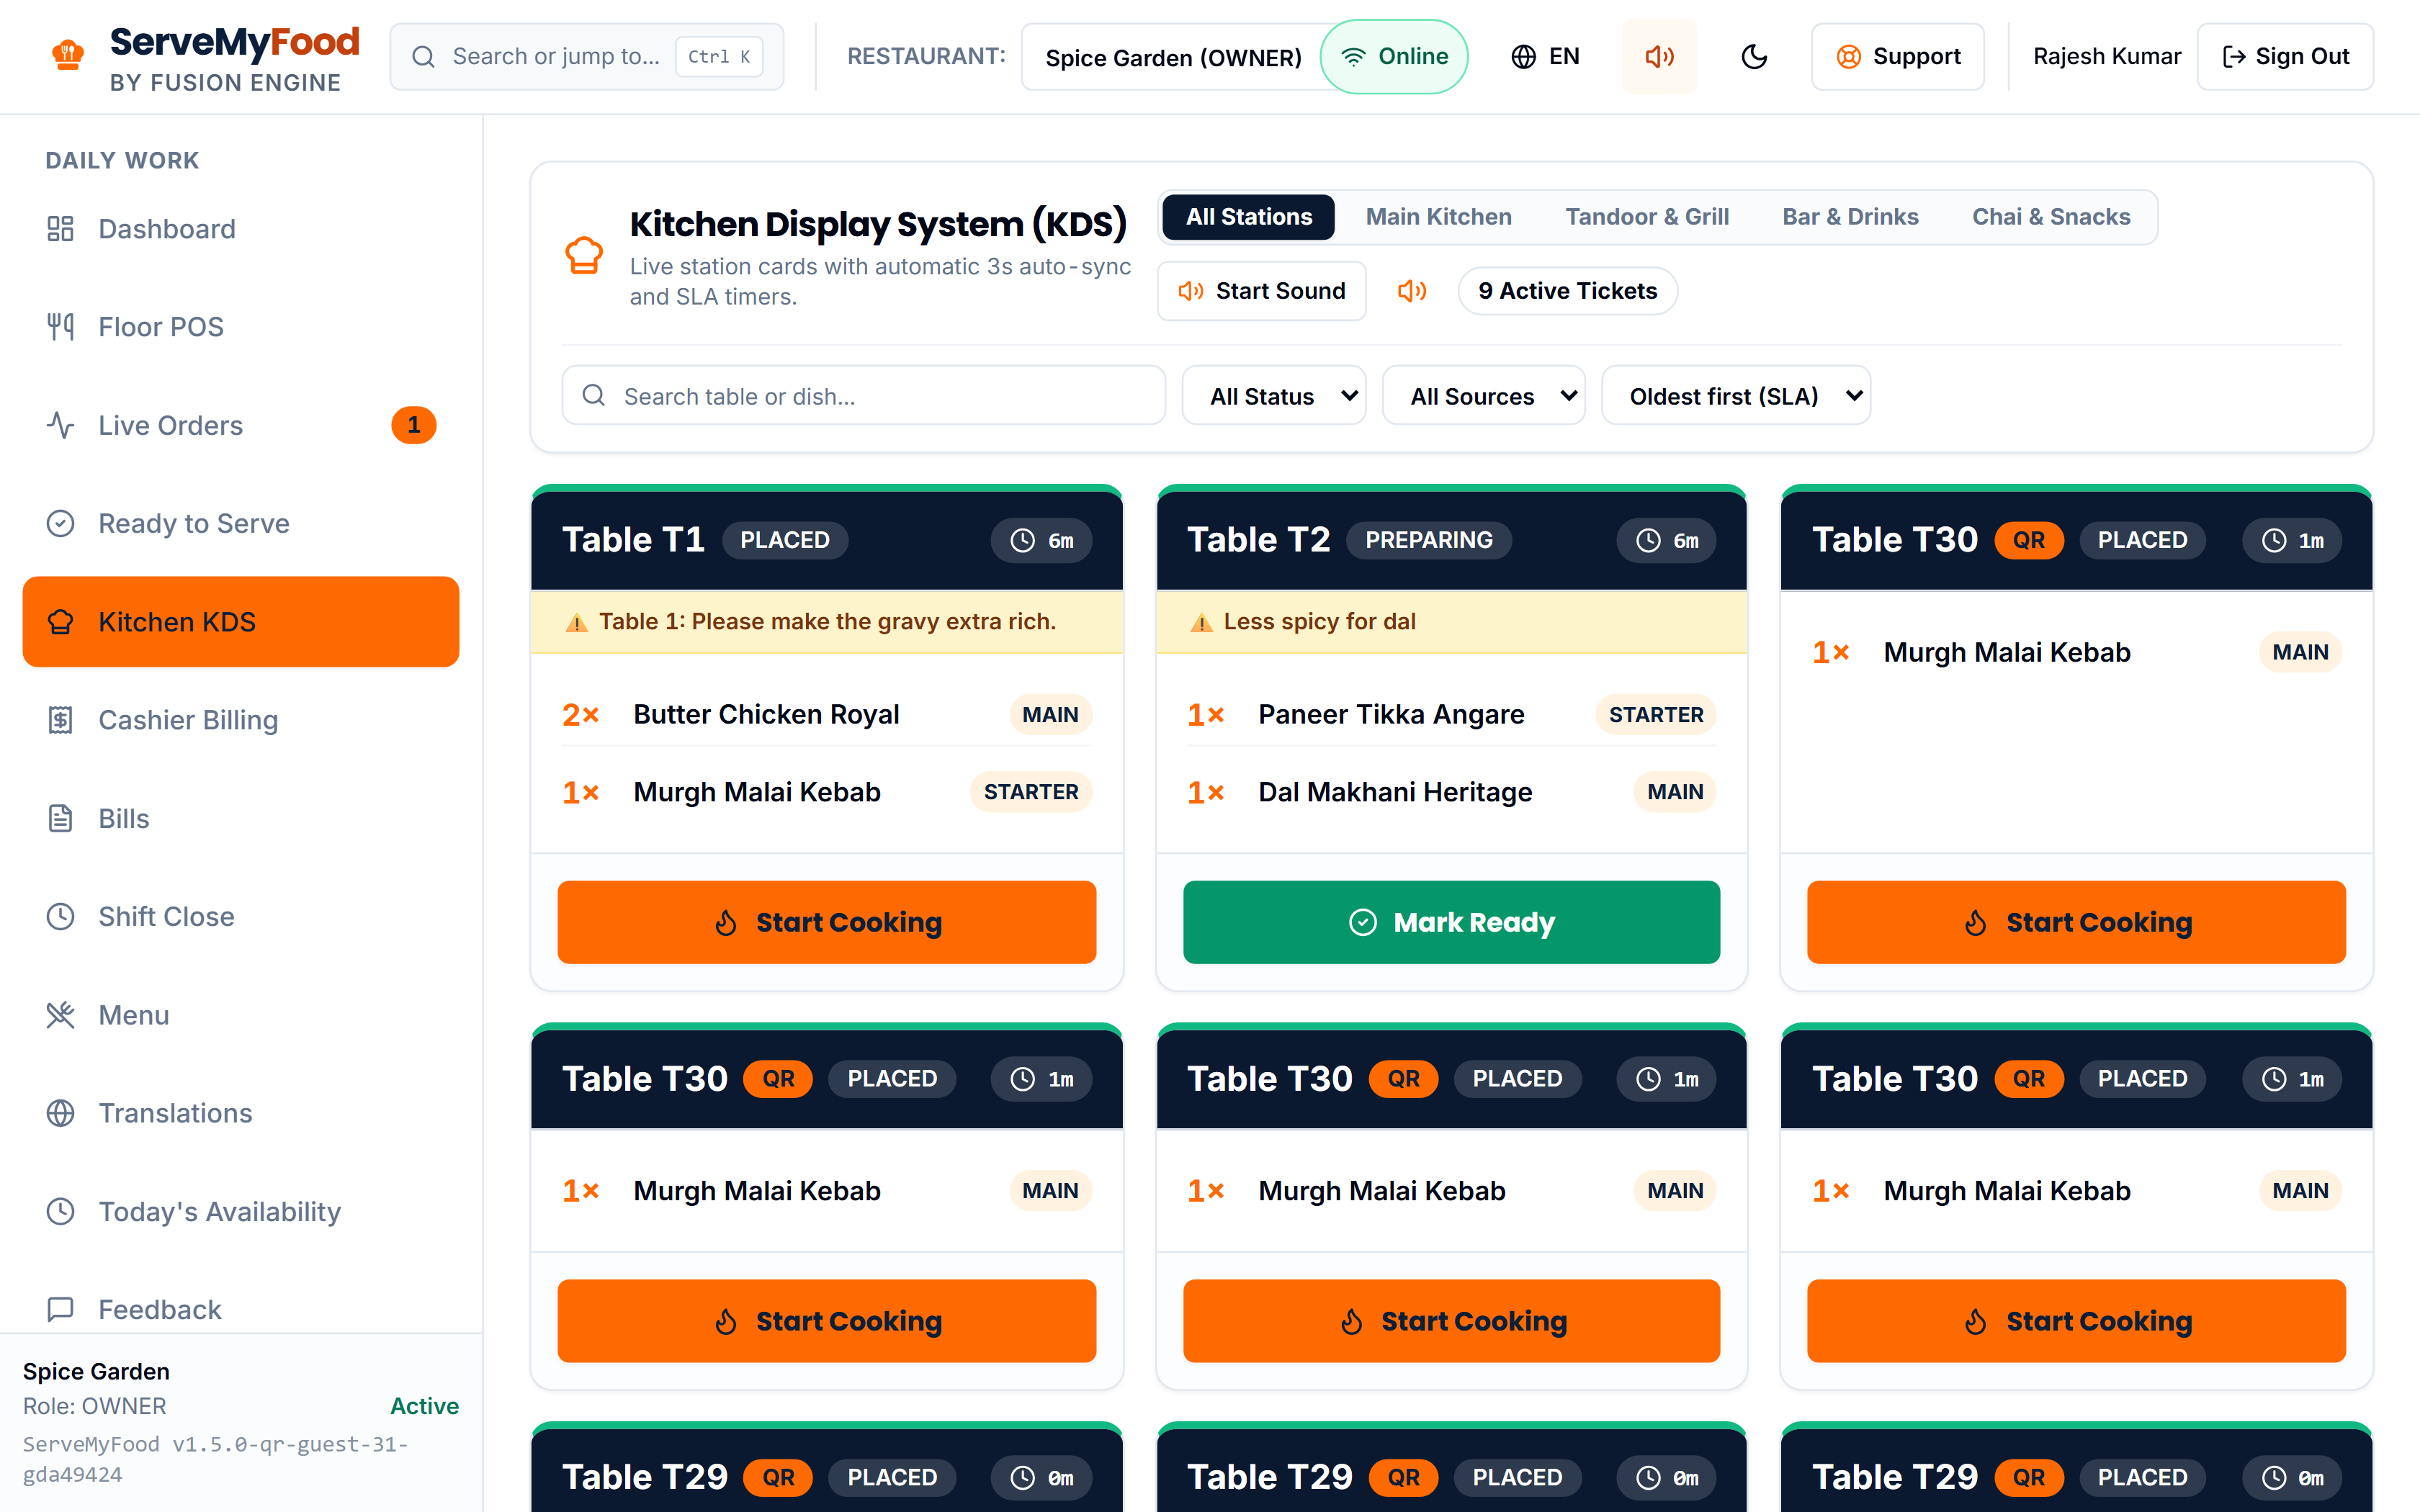 ServeMyFood
BY FUSION ENGINE
Search or jump to...
Ctrl K
RESTAURANT:
Spice Garden (OWNER)
Online
EN
Support
Rajesh Kumar
Sign Out
DAILY WORK
Dashboard
Floor POS
Live Orders
1
Ready to Serve
Kitchen KDS
Cashier Billing
Bills
Shift Close
Menu
Translations
Today's Availability
Feedback
Spice Garden
Role: OWNER
Active
ServeMyFood v1.5.0-qr-guest-31-
gda49424
Kitchen Display System (KDS)
Live station cards with automatic 3s auto-sync
and SLA timers.
All Stations
Main Kitchen
Tandoor & Grill
Bar & Drinks
Chai & Snacks
Start Sound
9 Active Tickets
Search table or dish...
All Status
All Sources
Oldest first (SLA)
Table T1 PLACED 6m
Table 1: Please make the gravy extra rich.
2× Butter Chicken Royal MAIN
1× Murgh Malai Kebab STARTER
Start Cooking
Table T2 PREPARING 6m
Less spicy for dal
1× Paneer Tikka Angare STARTER
1× Dal Makhani Heritage MAIN
Mark Ready
Table T30 QR PLACED 1m
1× Murgh Malai Kebab MAIN
Start Cooking
Table T30 QR PLACED 1m
1× Murgh Malai Kebab MAIN
Start Cooking
Table T30 QR PLACED 1m
1× Murgh Malai Kebab MAIN
Start Cooking
Table T30 QR PLACED 1m
1× Murgh Malai Kebab MAIN
Start Cooking
Table T29 QR PLACED 0m
Table T29 QR PLACED 0m
Table T29 QR PLACED 0m